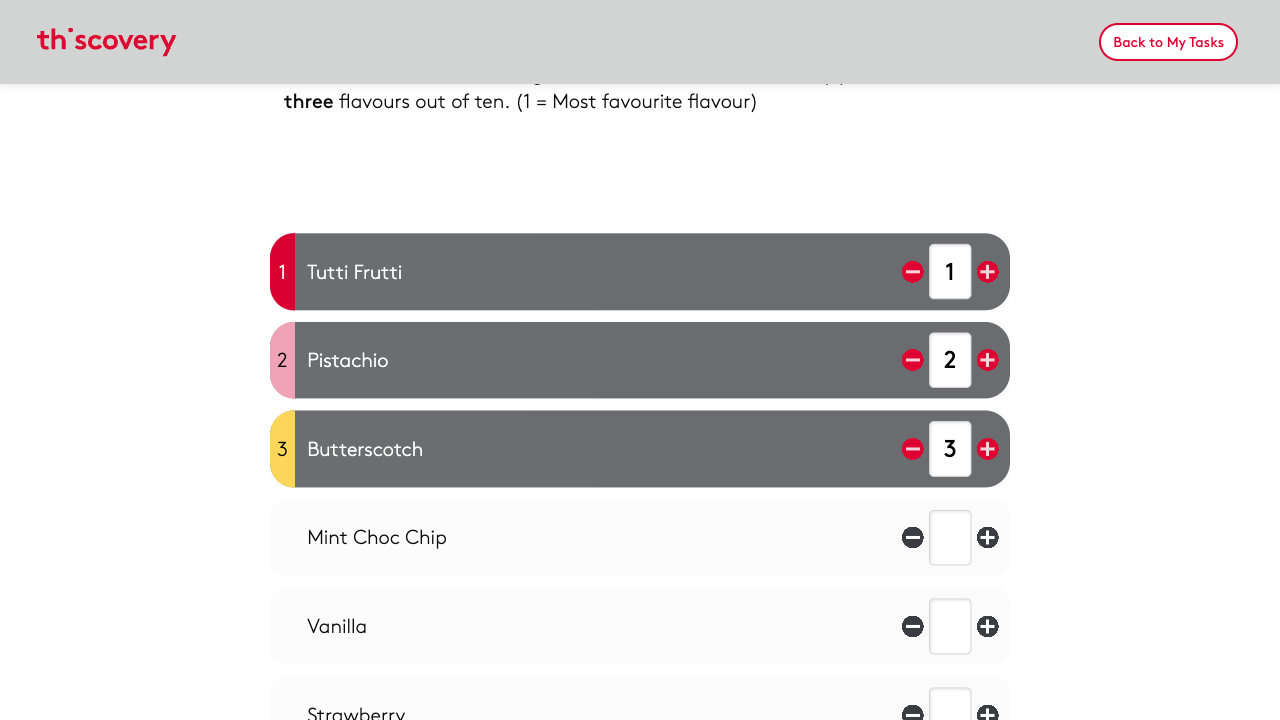 thiscovery
Back to My Tasks
three flavours out of ten. (1 = Most favourite flavour)
1 Tutti Frutti 1
2 Pistachio 2
3 Butterscotch 3
Mint Choc Chip
Vanilla
Strawberry